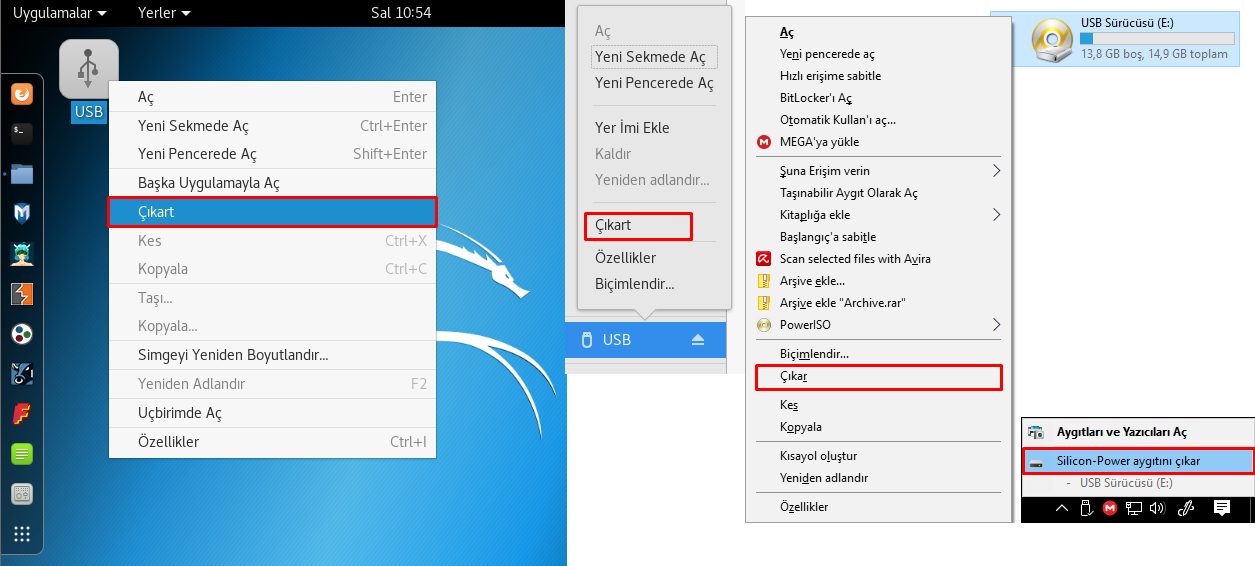 Uygulamalar Yerler Sal 10:54
USB
Aç Enter
Yeni Sekmede Aç Ctrl+Enter
Yeni Pencerede Aç Shift+Enter
Başka Uygulamayla Aç
Çıkart
Kes Ctrl+X
Kopyala Ctrl+C
Taşı...
Kopyala...
Simgeyi Yeniden Boyutlandır...
Yeniden Adlandır F2
Uçbirimde Aç
Özellikler Ctrl+I
Aç
Yeni Sekmede Aç
Yeni Pencerede Aç
Yer İmi Ekle
Kaldır
Yeniden adlandır...
Çıkart
Özellikler
Biçimlendir...
USB
Aç
Yeni pencerede aç
Hızlı erişime sabitle
BitLocker'ı Aç
Otomatik Kullan'ı aç...
MEGA'ya yükle
Şuna Erişim verin
Taşınabilir Aygıt Olarak Aç
Kitaplığa ekle
Başlangıç'a sabitle
Scan selected files with Avira
Arşive ekle...
Arşive ekle "Archive.rar"
PowerISO
Biçimlendir...
Çıkar
Kes
Kopyala
Kısayol oluştur
Yeniden adlandır
Özellikler
USB Sürücüsü (E:)
13,8 GB boş, 14,9 GB toplam
Aygıtları ve Yazıcıları Aç
Silicon-Power aygıtını çıkar
- USB Sürücüsü (E:)